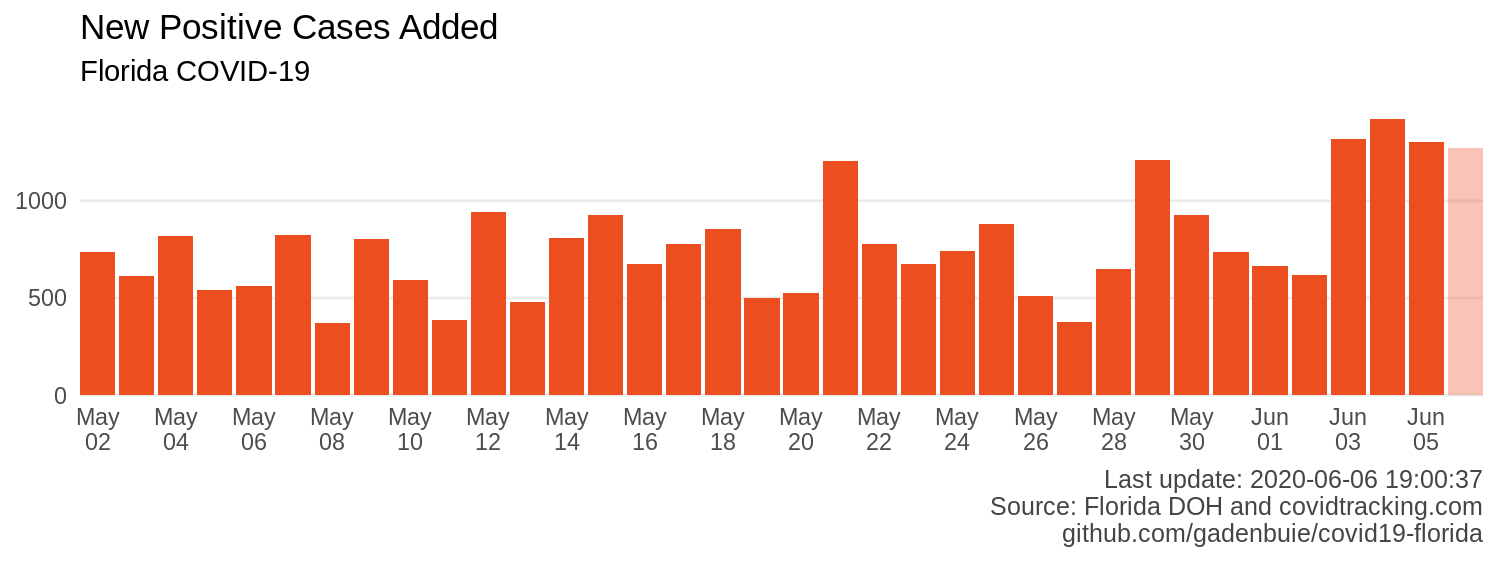 New Positive Cases Added
Florida COVID-19
1000
500
0
May May May May May May May May May May May May May May May Jun Jun Jun
02 04 06 08 10 12 14 16 18 20 22 24 26 28 30 01 03 05
Last update: 2020-06-06 19:00:37
Source: Florida DOH and covidtracking.com
github.com/gadenbuie/covid19-florida